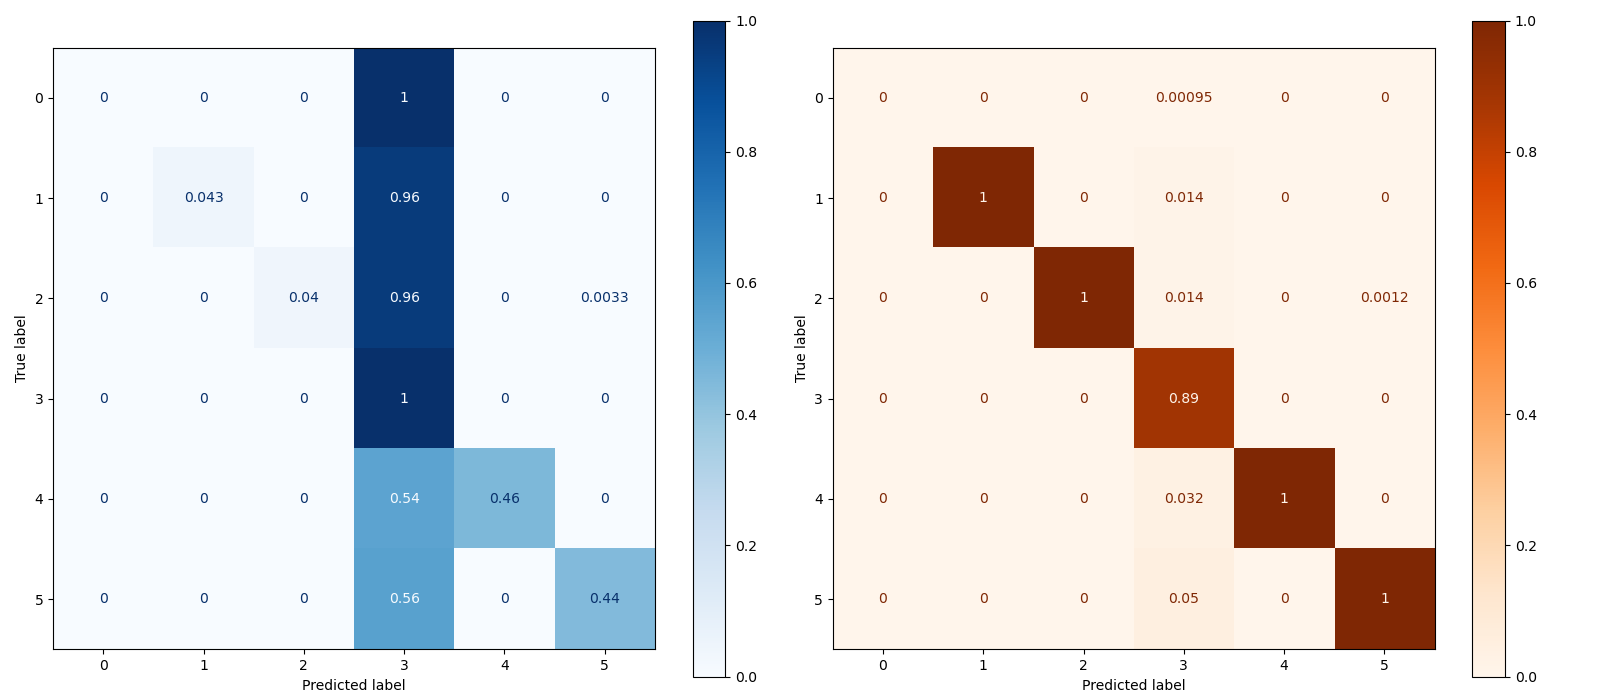 0 0 0 0 1 0 0
1 0 0.043 0 0.96 0 0
2 0 0 0.04 0.96 0 0.0033
3 0 0 0 1 0 0
4 0 0 0 0.54 0.46 0
5 0 0 0 0.56 0 0.44
0 1 2 3 4 5
True label
Predicted label
1.0
0.8
0.6
0.4
0.2
0.0
0 0 0 0 0.00095 0 0
1 0 1 0 0.014 0 0
2 0 0 1 0.014 0 0.0012
3 0 0 0 0.89 0 0
4 0 0 0 0.032 1 0
5 0 0 0 0.05 0 1
0 1 2 3 4 5
True label
Predicted label
1.0
0.8
0.6
0.4
0.2
0.0